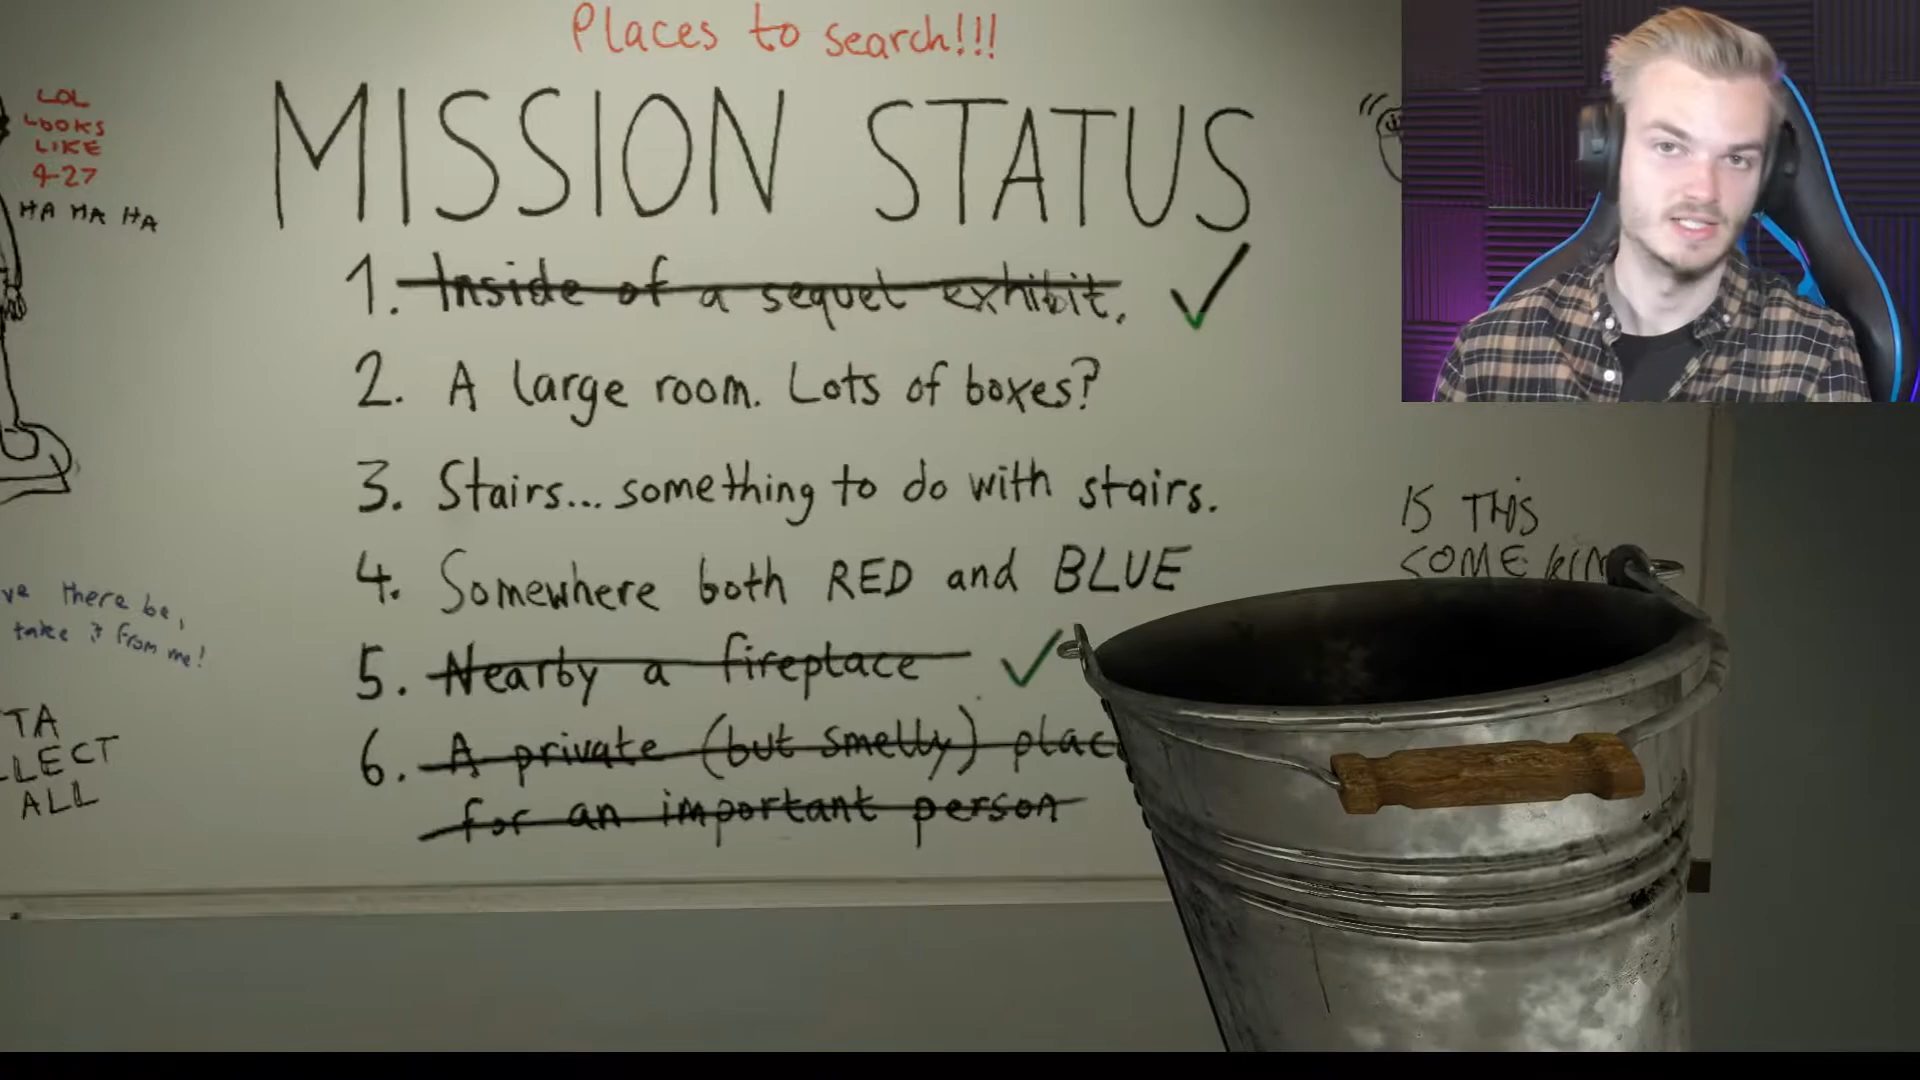 Places to search!!!
MISSION STATUS
LOL
LOOKS
LIKE
4-27
HA HA HA
1. Inside of a sequel exhibit.
2. A large room. Lots of boxes?
3. Stairs... something to do with stairs.
4. Somewhere both RED and BLUE
5. Nearby a fireplace
6. A private (but smelly)
for an important person
there be,
take it from me!
ALL
IS THIS
SOME